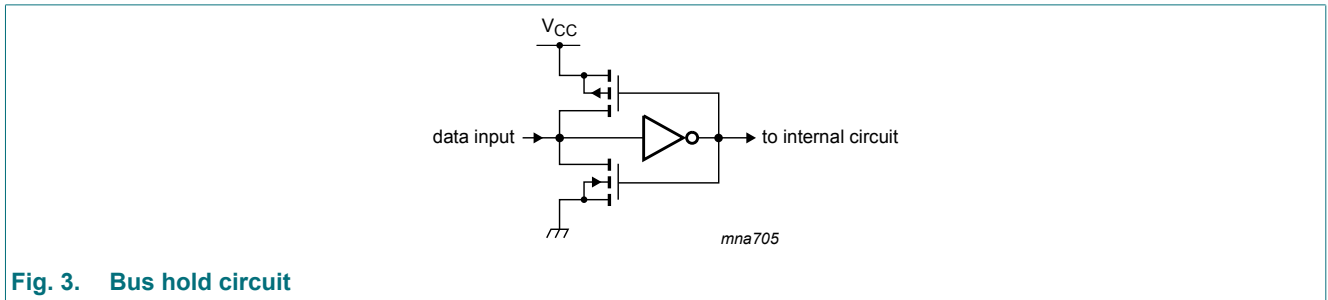 VCC
data input
to internal circuit
mna705
Fig. 3. Bus hold circuit